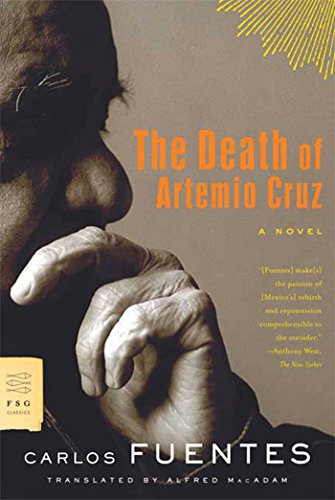 The Death of
Artemio Cruz
A NOVEL
"[Fuentes] make[s]
the passion of
[Mexico's] rebirth
and repossession
comprehensible to
the outsider."
—Anthony West,
The New Yorker
FSG
CLASSICS
CARLOS FUENTES
TRANSLATED BY ALFRED MACADAM